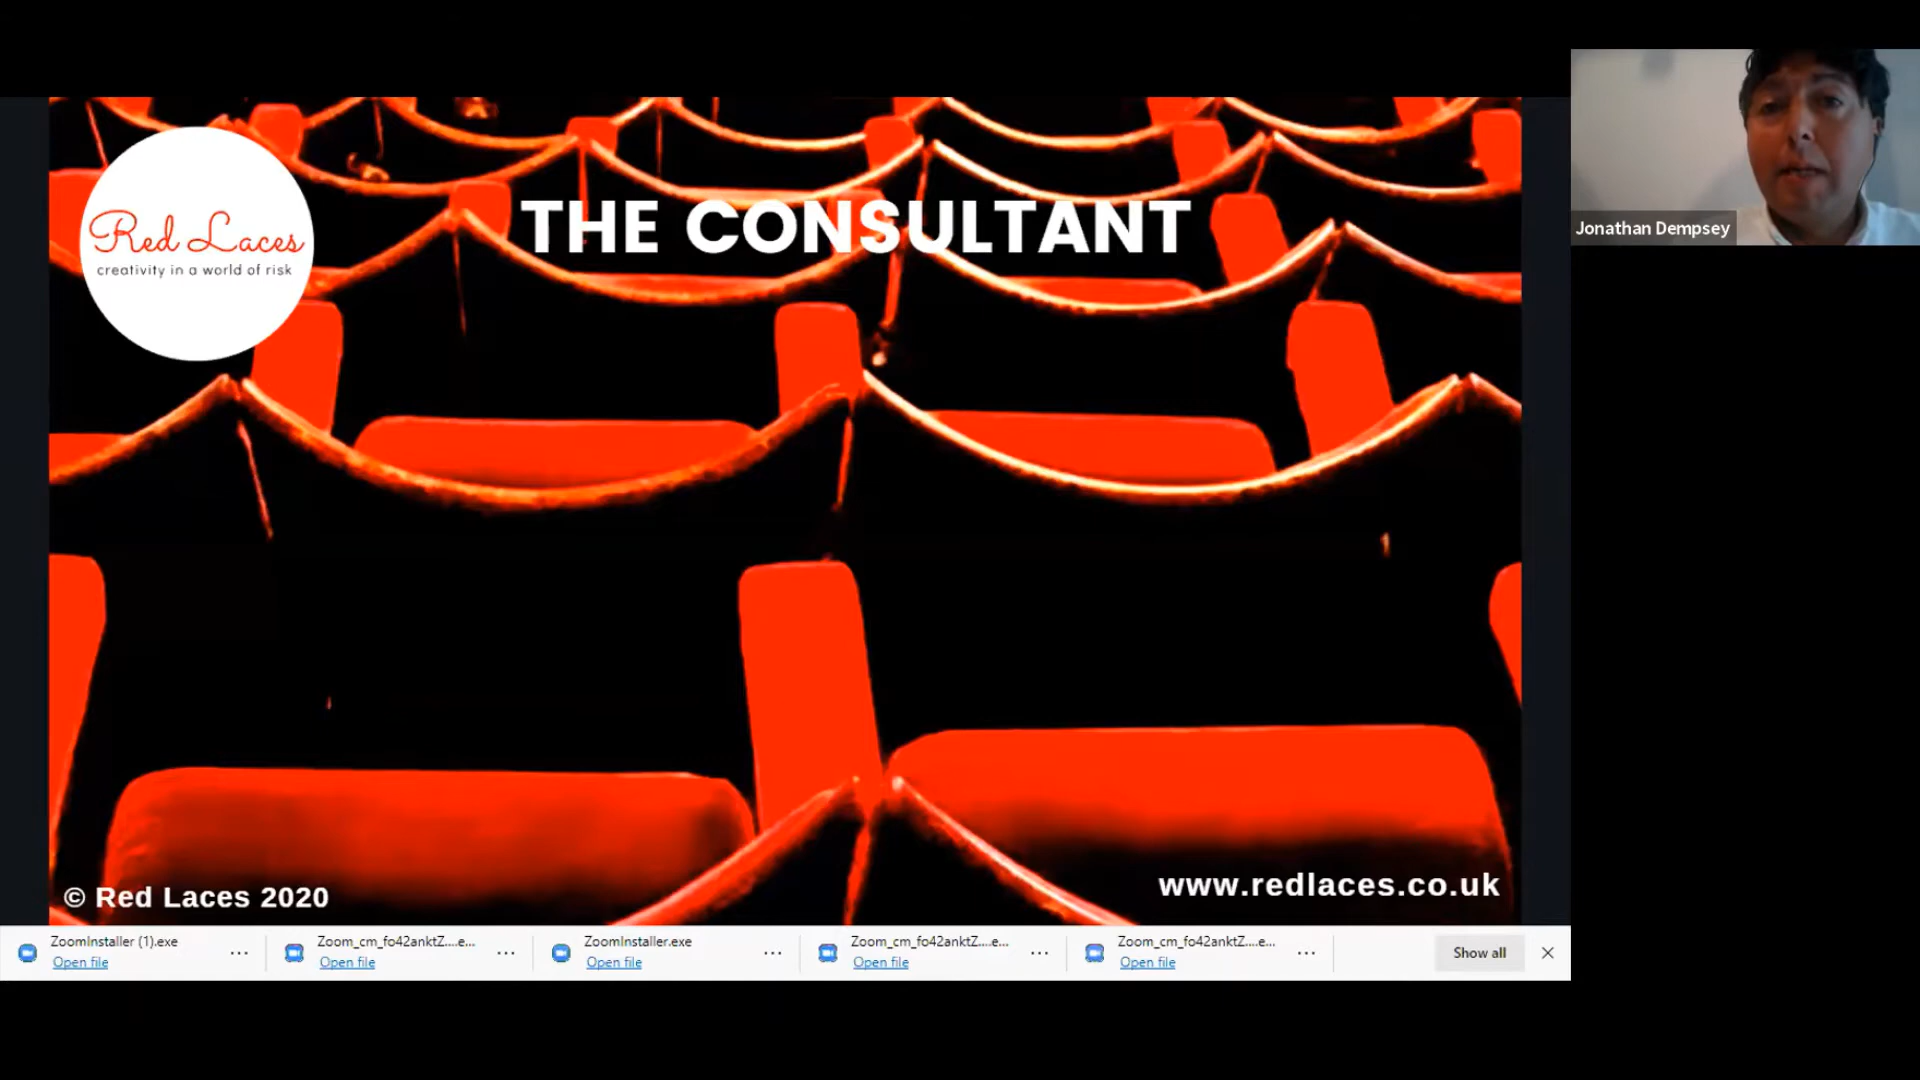 Red Laces
creativity in a world of risk
THE CONSULTANT
Jonathan Dempsey
© Red Laces 2020
www.redlaces.co.uk
ZoomInstaller (1).exe
Open file
Zoom_cm_fo42anktZ....e...
Open file
ZoomInstaller.exe
Open file
Zoom_cm_fo42anktZ....e...
Open file
Zoom_cm_fo42anktZ....e...
Open file
Show all